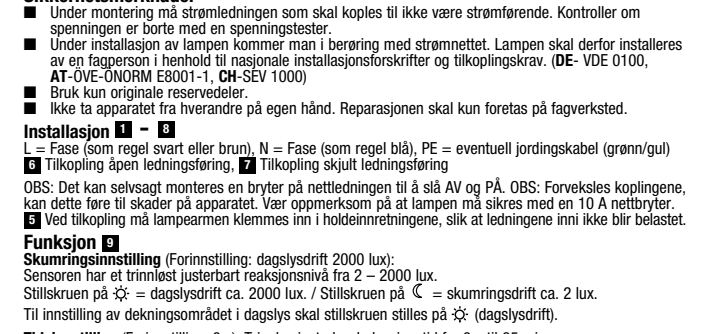 ■ Under montering må strømledningen som skal koples til ikke være strømførende. Kontroller om
spenningen er borte med en spenningstester.
■ Under installasjon av lampen kommer man i berøring med strømnettet. Lampen skal derfor installeres
av en fagperson i henhold til nasjonale installasjonsforskrifter og tilkoplingskrav. (DE- VDE 0100,
AT-ÖVE-ÖNORM E8001-1, CH-SEV 1000)
■ Bruk kun originale reservedeler.
■ Ikke ta apparatet fra hverandre på egen hånd. Reparasjonen skal kun foretas på fagverksted.
Installasjon 1 – 8
L = Fase (som regel svart eller brun), N = Fase (som regel blå), PE = eventuell jordingskabel (grønn/gul)
6 Tilkopling åpen ledningsføring, 7 Tilkopling skjult ledningsføring
OBS: Det kan selvsagt monteres en bryter på nettledningen til å slå AV og PÅ. OBS: Forveksles koplingene,
kan dette føre til skader på apparatet. Vær oppmerksom på at lampen må sikres med en 10 A nettbryter.
5 Ved tilkopling må lampearmen klemmes inn i holdeinnretningene, slik at ledningene inni ikke blir belastet.
Funksjon 9
Skumringsinnstilling (Forinnstilling: dagslysdrift 2000 lux):
Sensoren har et trinnløst justerbart reaksjonsnivå fra 2 – 2000 lux.
Stillskruen på ☼ = dagslysdrift ca. 2000 lux. / Stillskruen på ☾ = skumringsdrift ca. 2 lux.
Til innstilling av dekningsområdet i dagslys skal stillskruen stilles på ☼ (dagslysdrift).